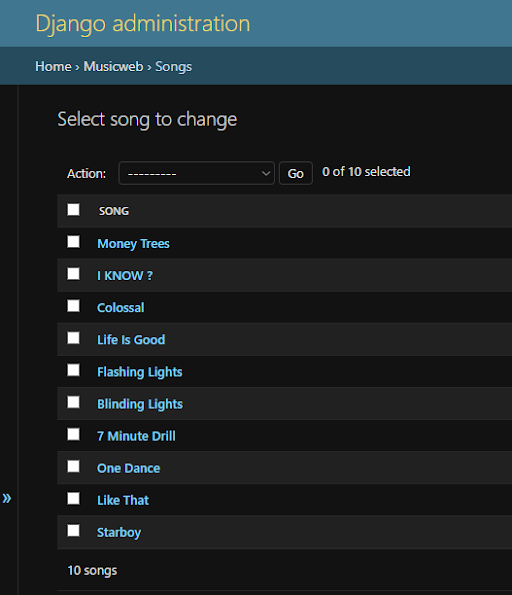 Django administration
Home › Musicweb › Songs
Select song to change
Action: --------- Go 0 of 10 selected
SONG
Money Trees
I KNOW ?
Colossal
Life Is Good
Flashing Lights
Blinding Lights
7 Minute Drill
One Dance
Like That
Starboy
»
10 songs